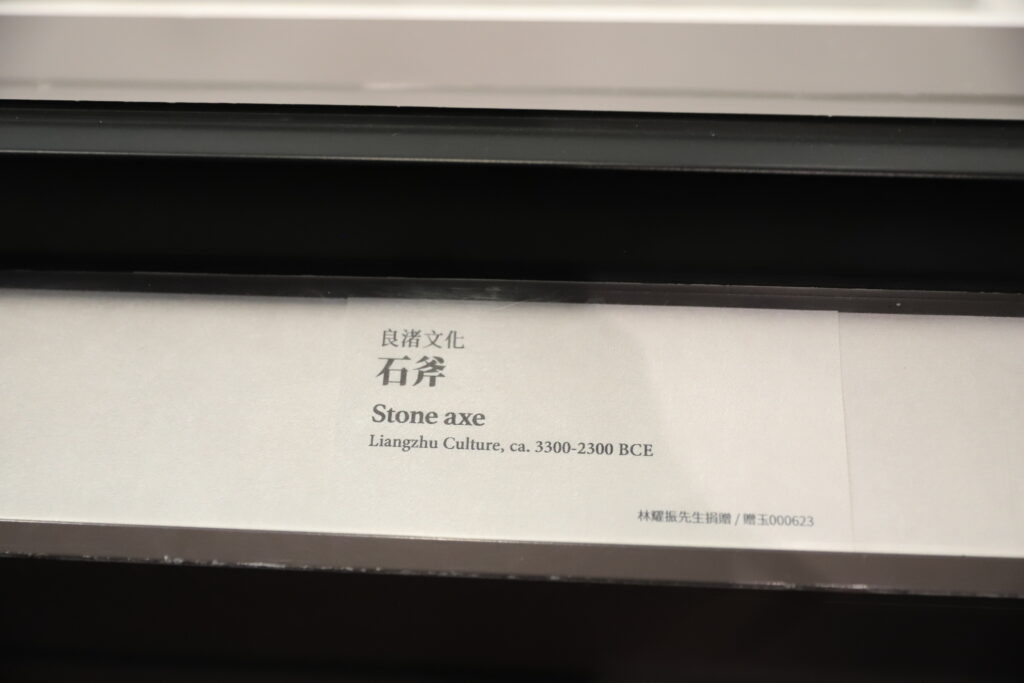 良渚文化
石斧
Stone axe
Liangzhu Culture, ca. 3300-2300 BCE
林耀振先生捐贈 / 贈玉000623